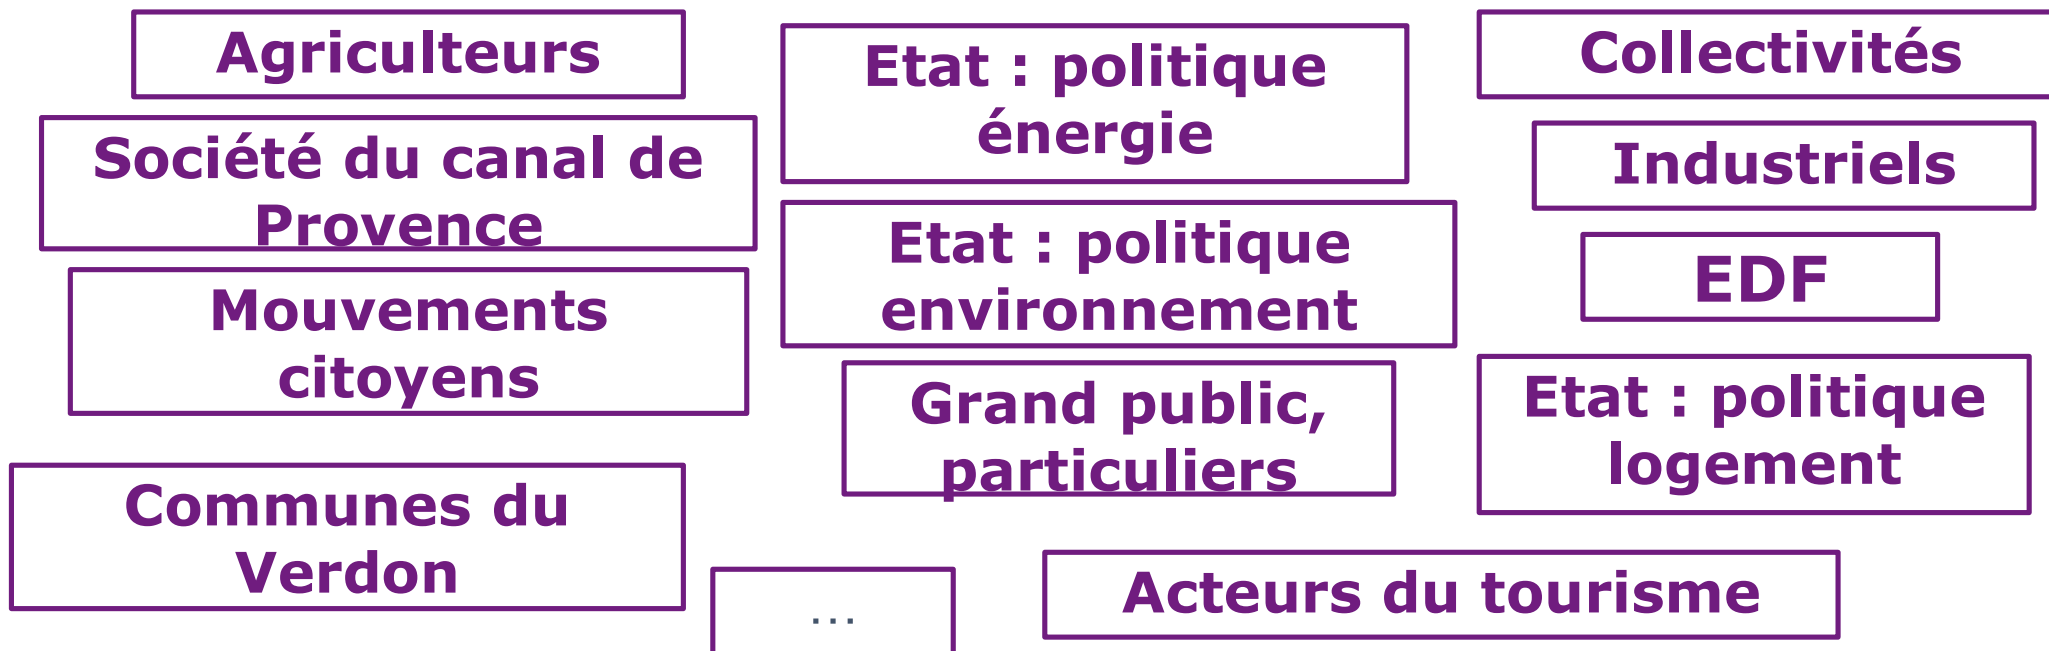 Agriculteurs
Société du canal de
Provence
Mouvements
citoyens
Communes du
Verdon
Etat : politique
énergie
Etat : politique
environnement
Grand public,
particuliers
...
Collectivités
Industriels
EDF
Etat : politique
logement
Acteurs du tourisme